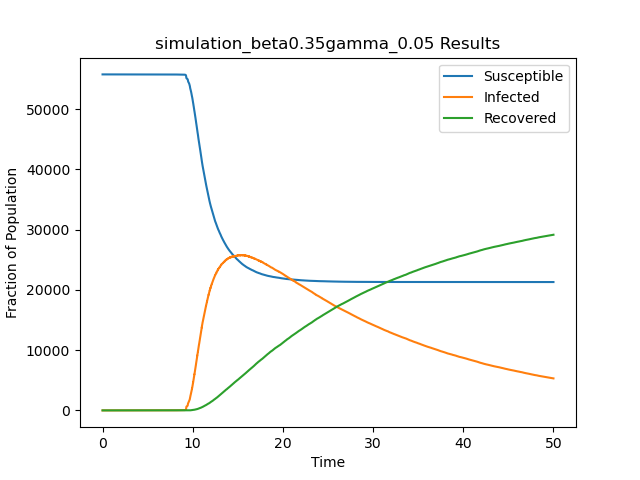 simulation_beta0.35gamma_0.05 Results
Susceptible
Infected
Recovered
Fraction of Population
50000
40000
30000
20000
10000
0
0 10 20 30 40 50
Time